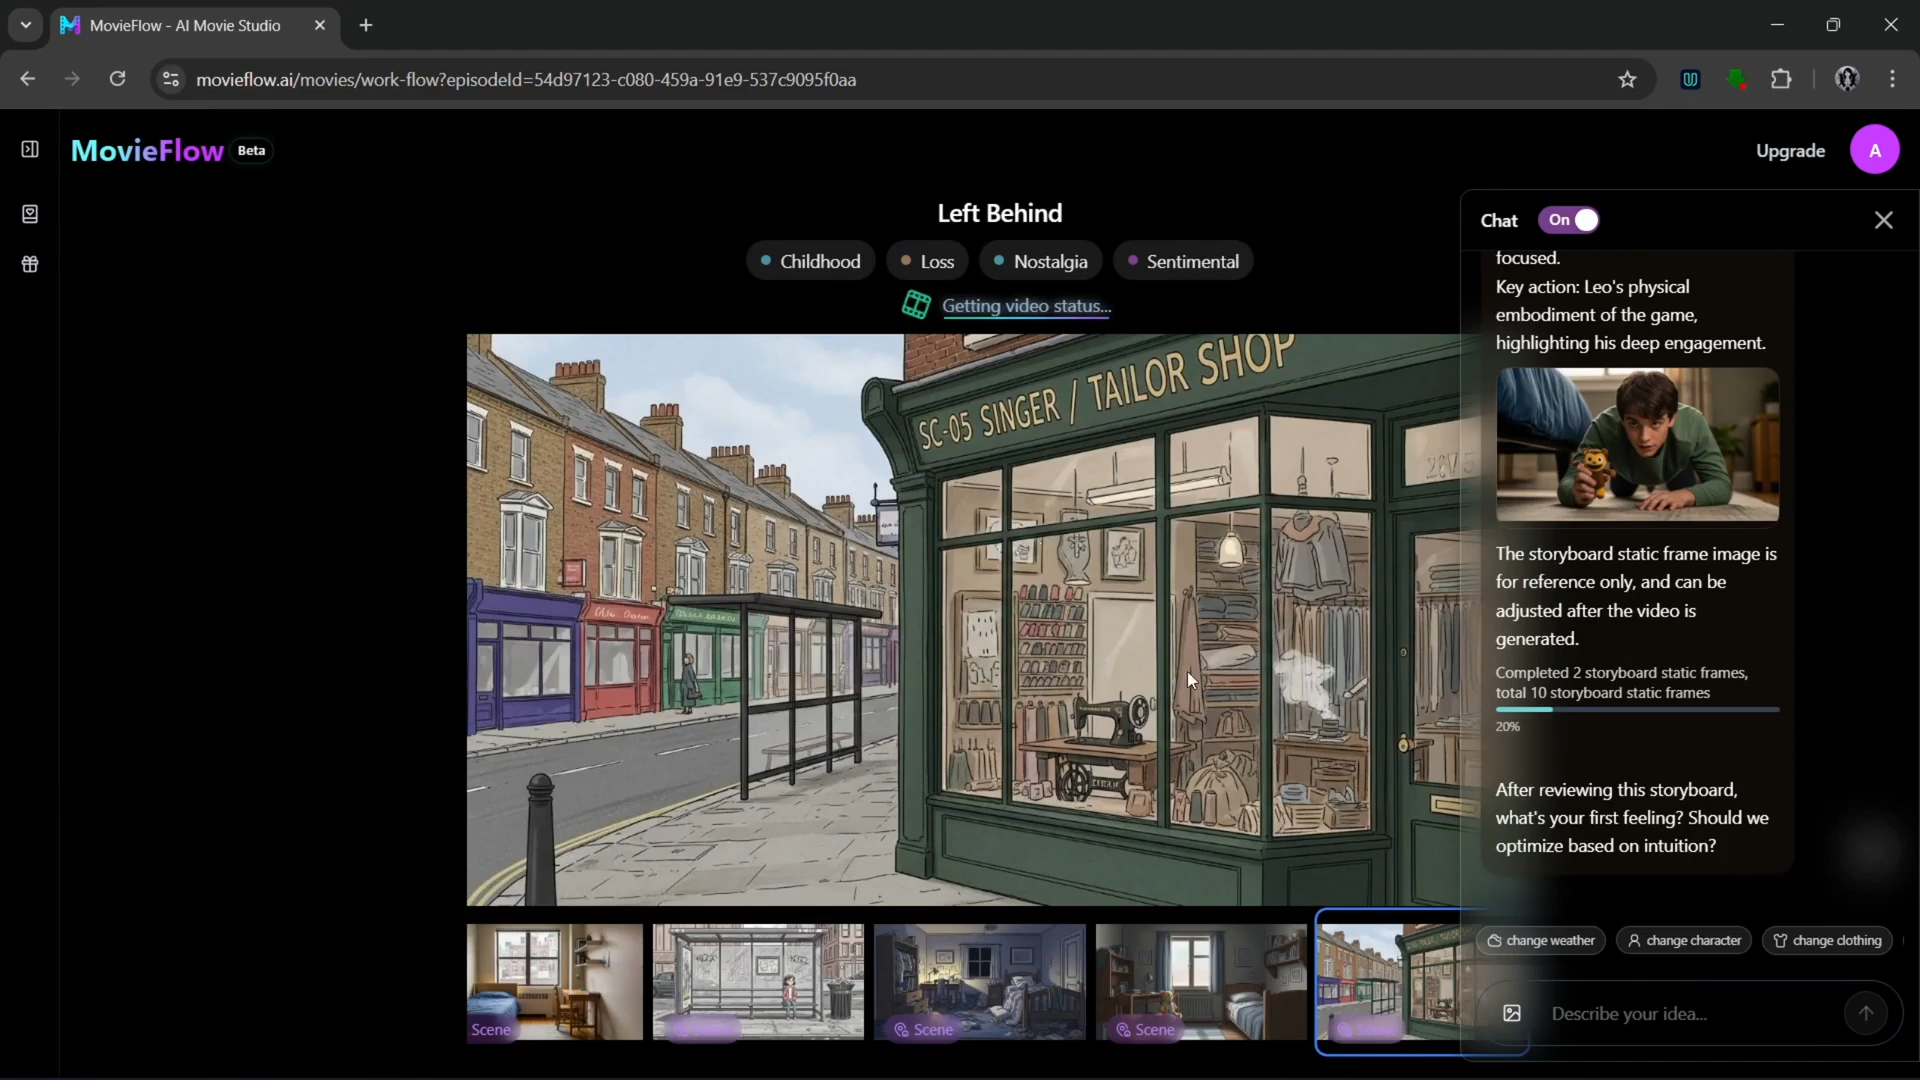 MovieFlow - AI Movie Studio
movieflow.ai/movies/work-flow?episodeId=54d97123-c080-459a-91e9-537c9095f0aa
MovieFlow Beta
Upgrade
A
Left Behind
Childhood
Loss
Nostalgia
Sentimental
Getting video status...
SC-05 SINGER / TAILOR SHOP
Scene
Scene
Scene
Chat
On
focused.
Key action: Leo's physical
embodiment of the game,
highlighting his deep engagement.
The storyboard static frame image is
for reference only, and can be
adjusted after the video is
generated.
Completed 2 storyboard static frames,
total 10 storyboard static frames
20%
After reviewing this storyboard,
what's your first feeling? Should we
optimize based on intuition?
change weather
change character
change clothing
Describe your idea...